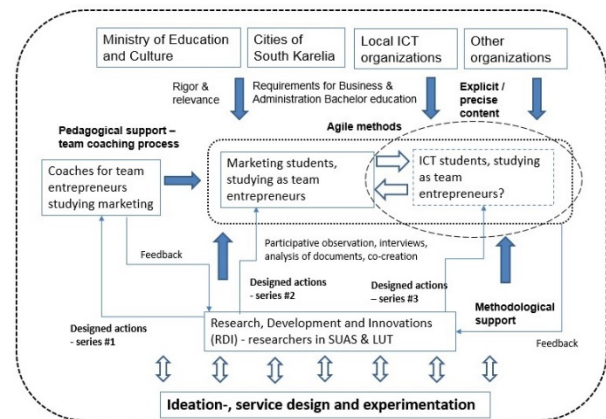 Ministry of Education
and Culture
Cities of
South Karelia
Local ICT
organizations
Other
organizations
Rigor &
relevance
Requirements for Business &
Administration Bachelor education
Explicit /
precise
content
Pedagogical support –
team coaching process
Agile methods
Coaches for team
entrepreneurs
studying marketing
Marketing students,
studying as team
entrepreneurs
ICT students, studying
as team
entrepreneurs?
Feedback
Participative observation, interviews,
analysis of documents, co-creation
Designed actions
- series #2
Designed actions
– series #3
Methodological
support
Designed actions
- series #1
Research, Development and Innovations
(RDI) - researchers in SUAS & LUT
Feedback
Ideation-, service design and experimentation